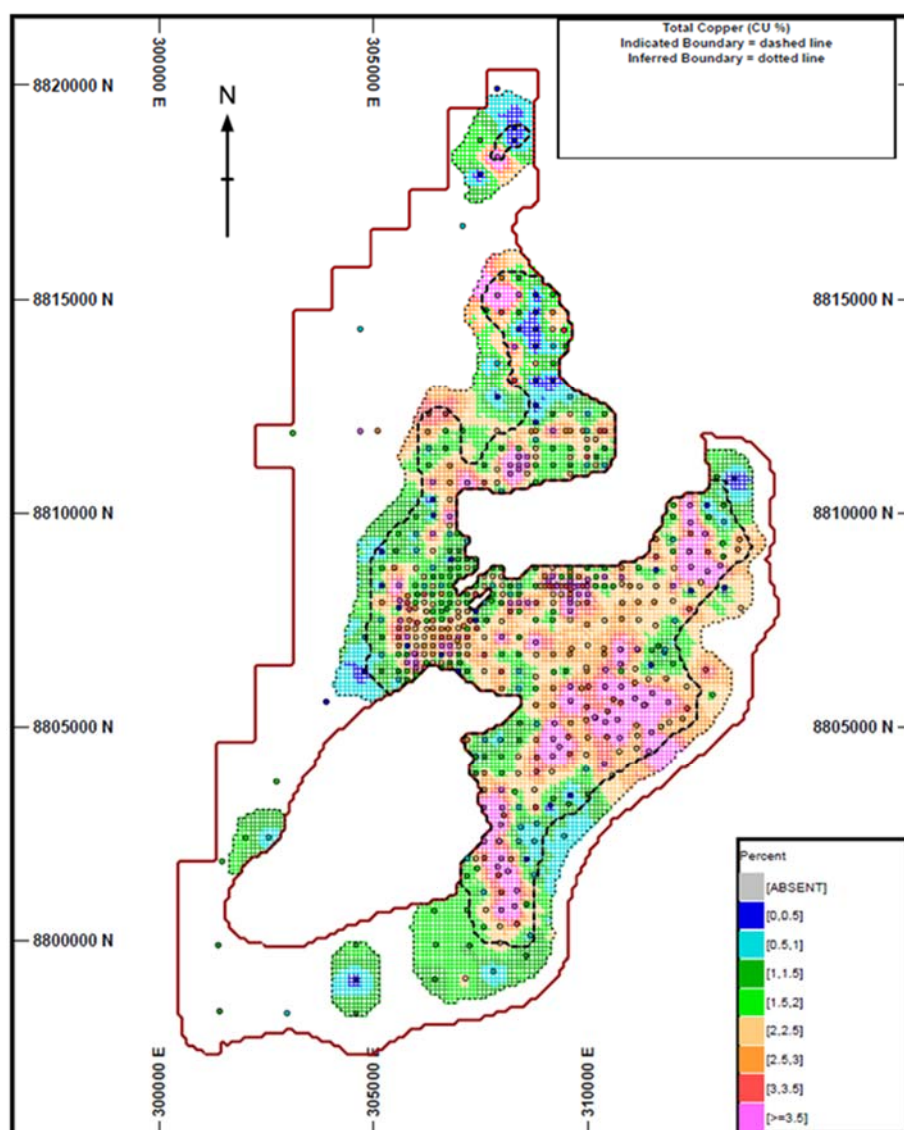 Total Copper (CU %)
Indicated Boundary = dashed line
Inferred Boundary = dotted line
300000 E
305000 E
8820000 N
N
8815000 N
8815000 N
8810000 N
8810000 N
8805000 N
8805000 N
8800000 N
300000 E
305000 E
310000 E
Percent
[ABSENT]
[0,0.5]
[0.5,1]
[1,1.5]
[1.5,2]
[2,2.5]
[2.5,3]
[3,3.5]
[>=3.5]